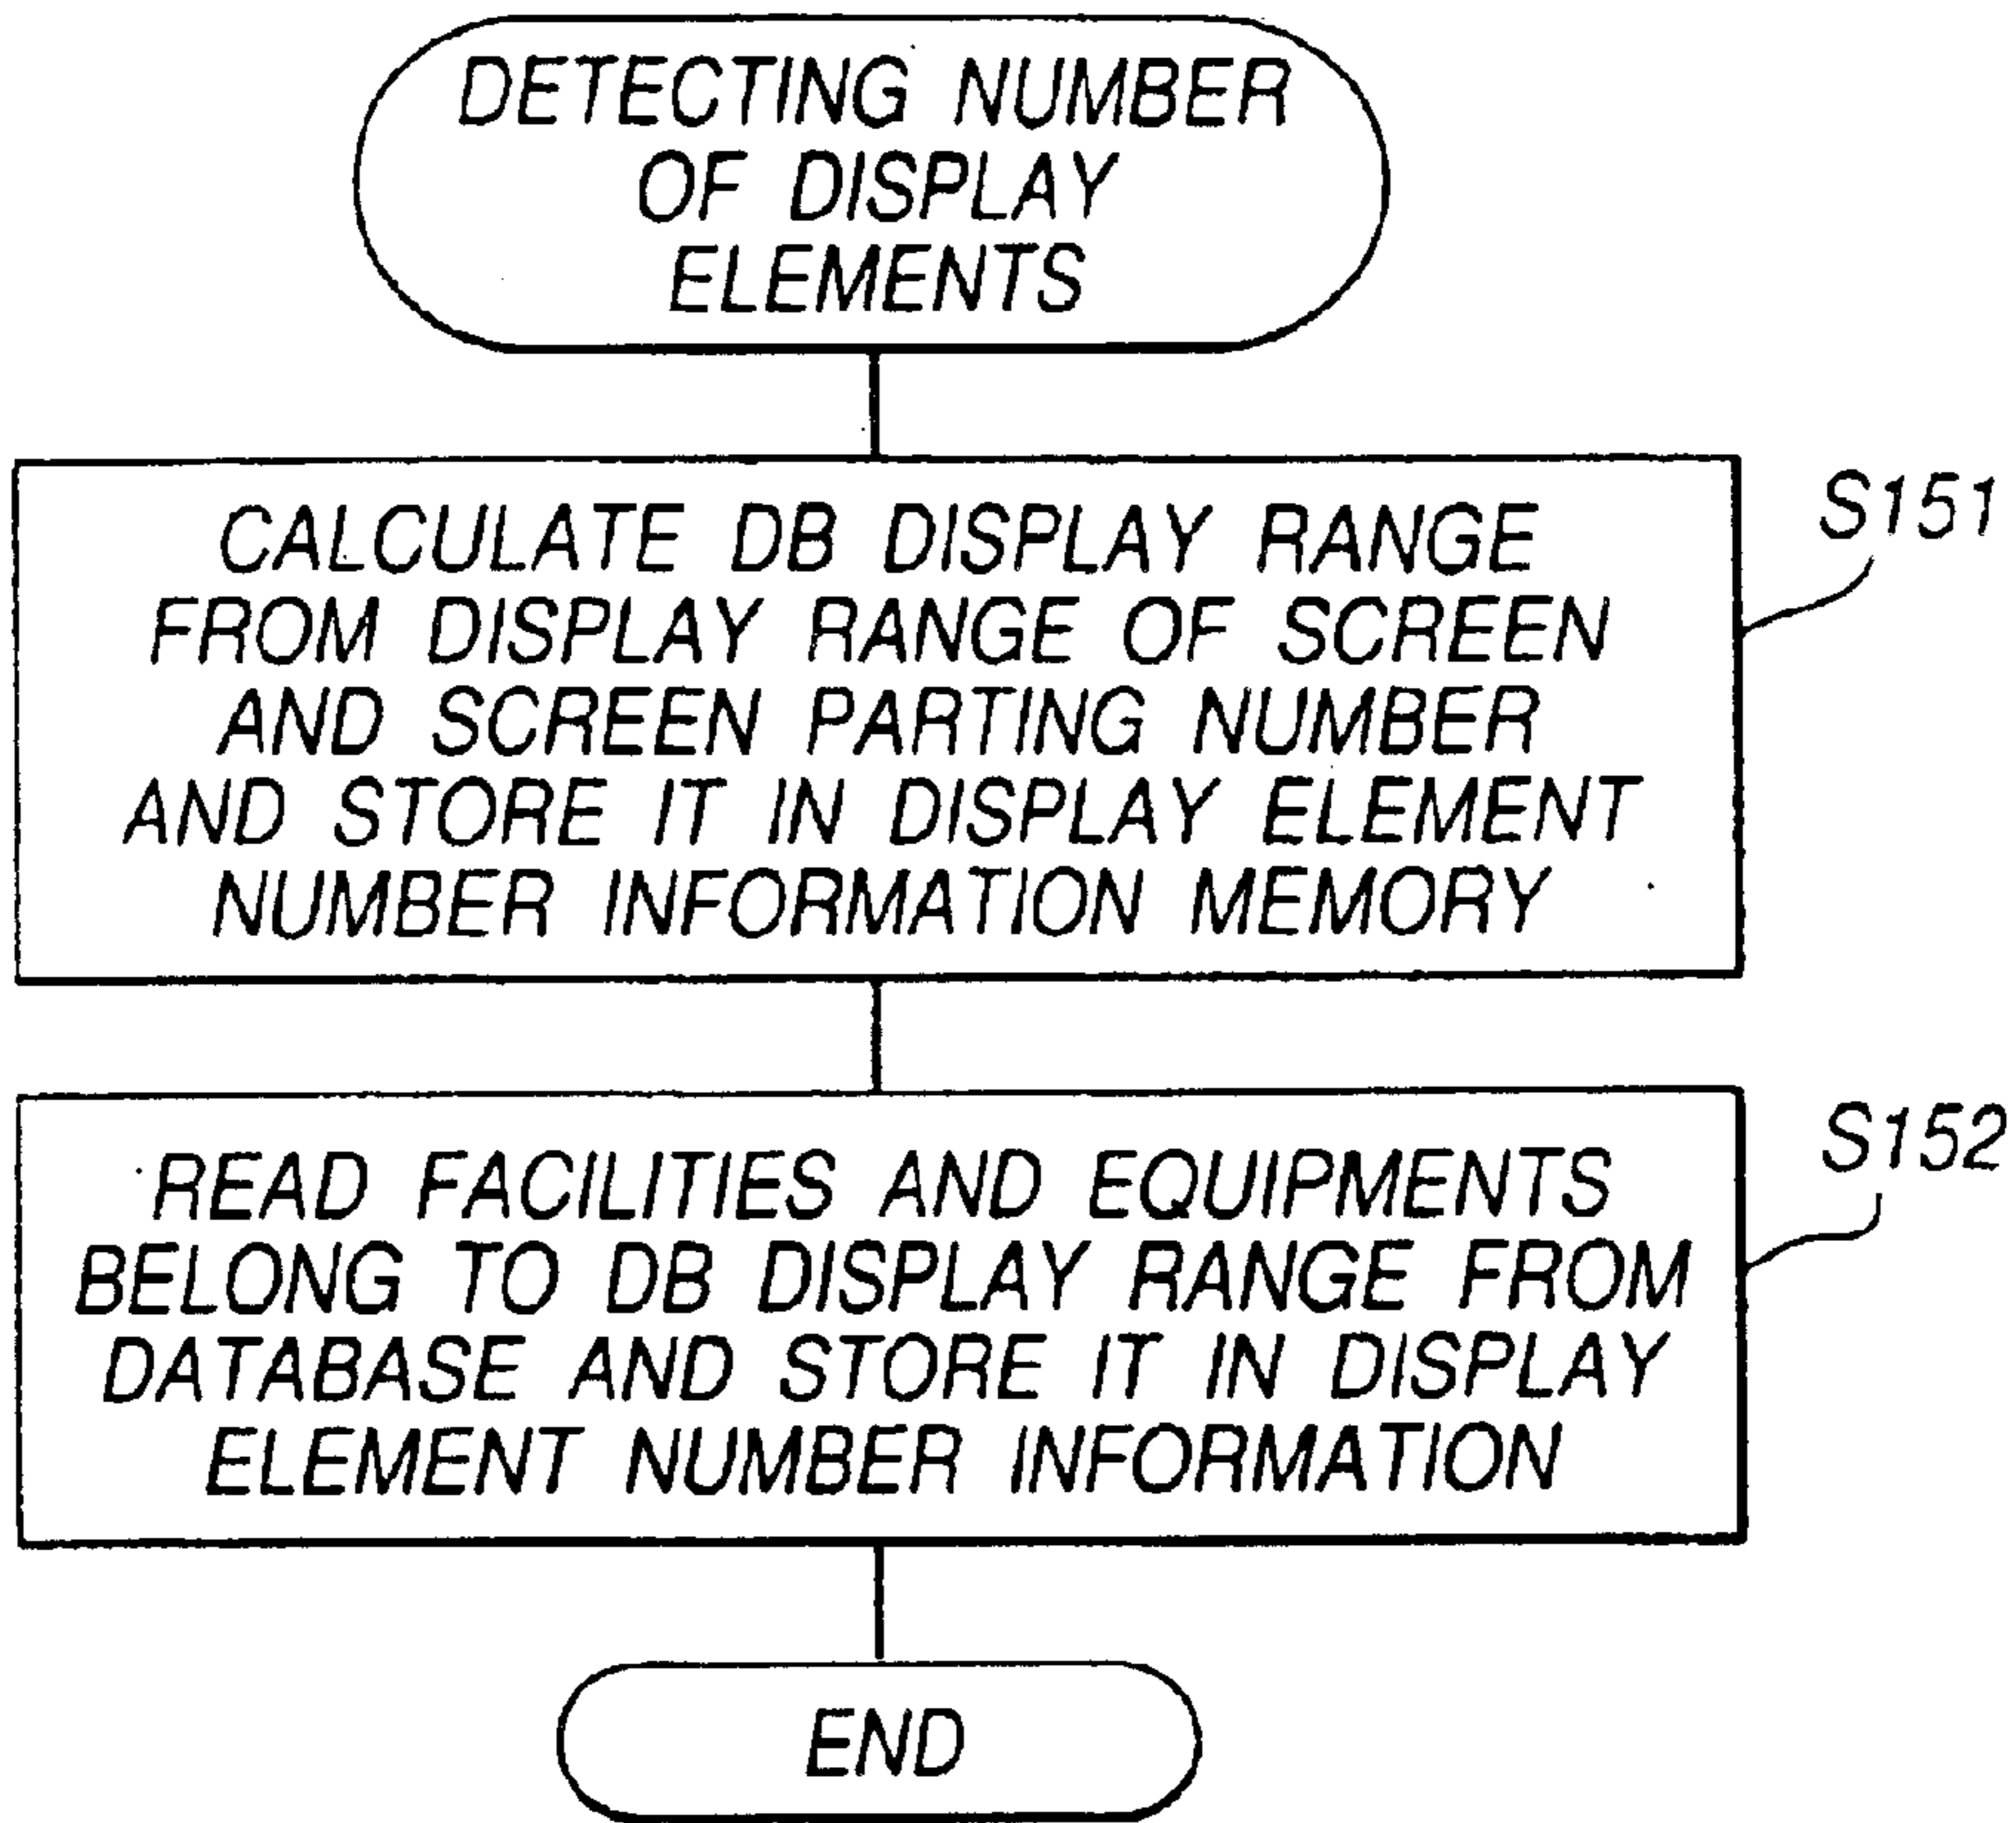 DETECTING NUMBER
OF DISPLAY
ELEMENTS
CALCULATE DB DISPLAY RANGE
FROM DISPLAY RANGE OF SCREEN
AND SCREEN PARTING NUMBER
AND STORE IT IN DISPLAY ELEMENT
NUMBER INFORMATION MEMORY
S151
READ FACILITIES AND EQUIPMENTS
BELONG TO DB DISPLAY RANGE FROM
DATABASE AND STORE IT IN DISPLAY
ELEMENT NUMBER INFORMATION
S152
END